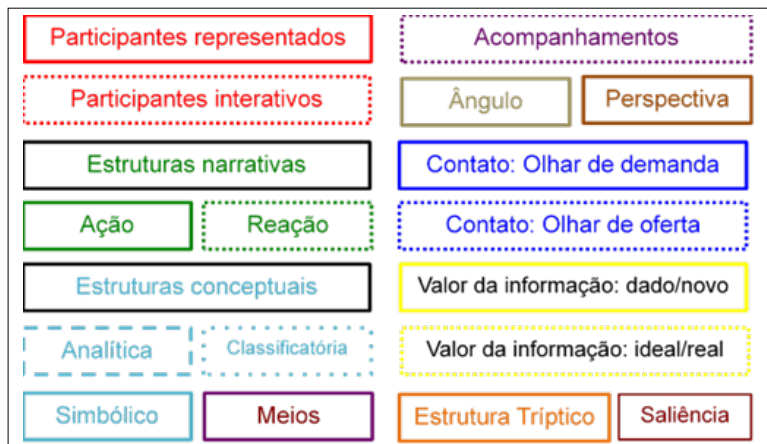 Participantes representados
Acompanhamentos
Participantes interativos
Ângulo
Perspectiva
Estruturas narrativas
Contato: Olhar de demanda
Ação
Reação
Contato: Olhar de oferta
Estruturas conceptuais
Valor da informação: dado/novo
Analítica
Classificatória
Valor da informação: ideal/real
Simbólico
Meios
Estrutura Tríptico
Saliência